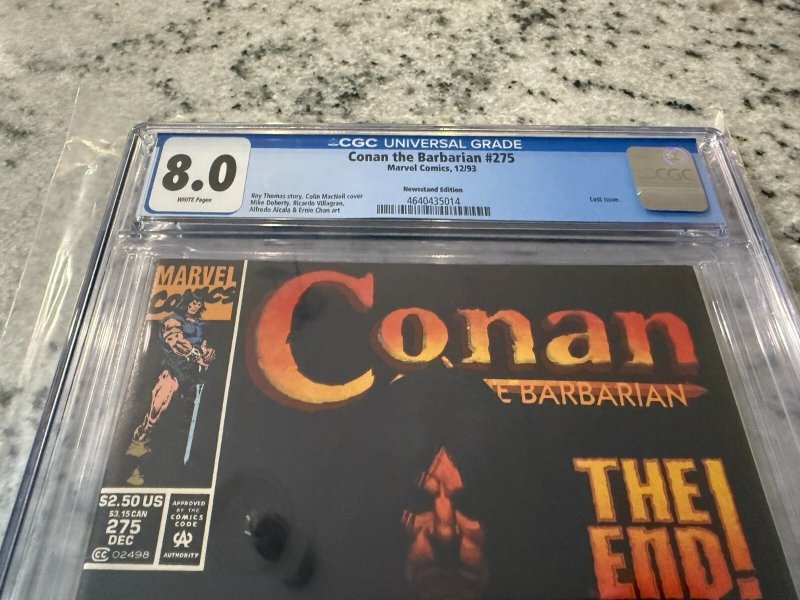 CGC UNIVERSAL GRADE
8.0
WHITE Pages
Conan the Barbarian #275
Marvel Comics, 12/93
Newsstand Edition
Roy Thomas story, Colin MacNeil cover
Mike Doherty, Ricardo Villagran,
Alfredo Alcala & Ernie Chan art
4640435014
Last issue.
CGC
MARVEL
COMICS
Conan
E BARBARIAN
THE
END!
$2.50 US
$3.15 CAN
275
DEC
CC 02498
APPROVED
BY THE
COMICS
CODE
A
AUTHORITY